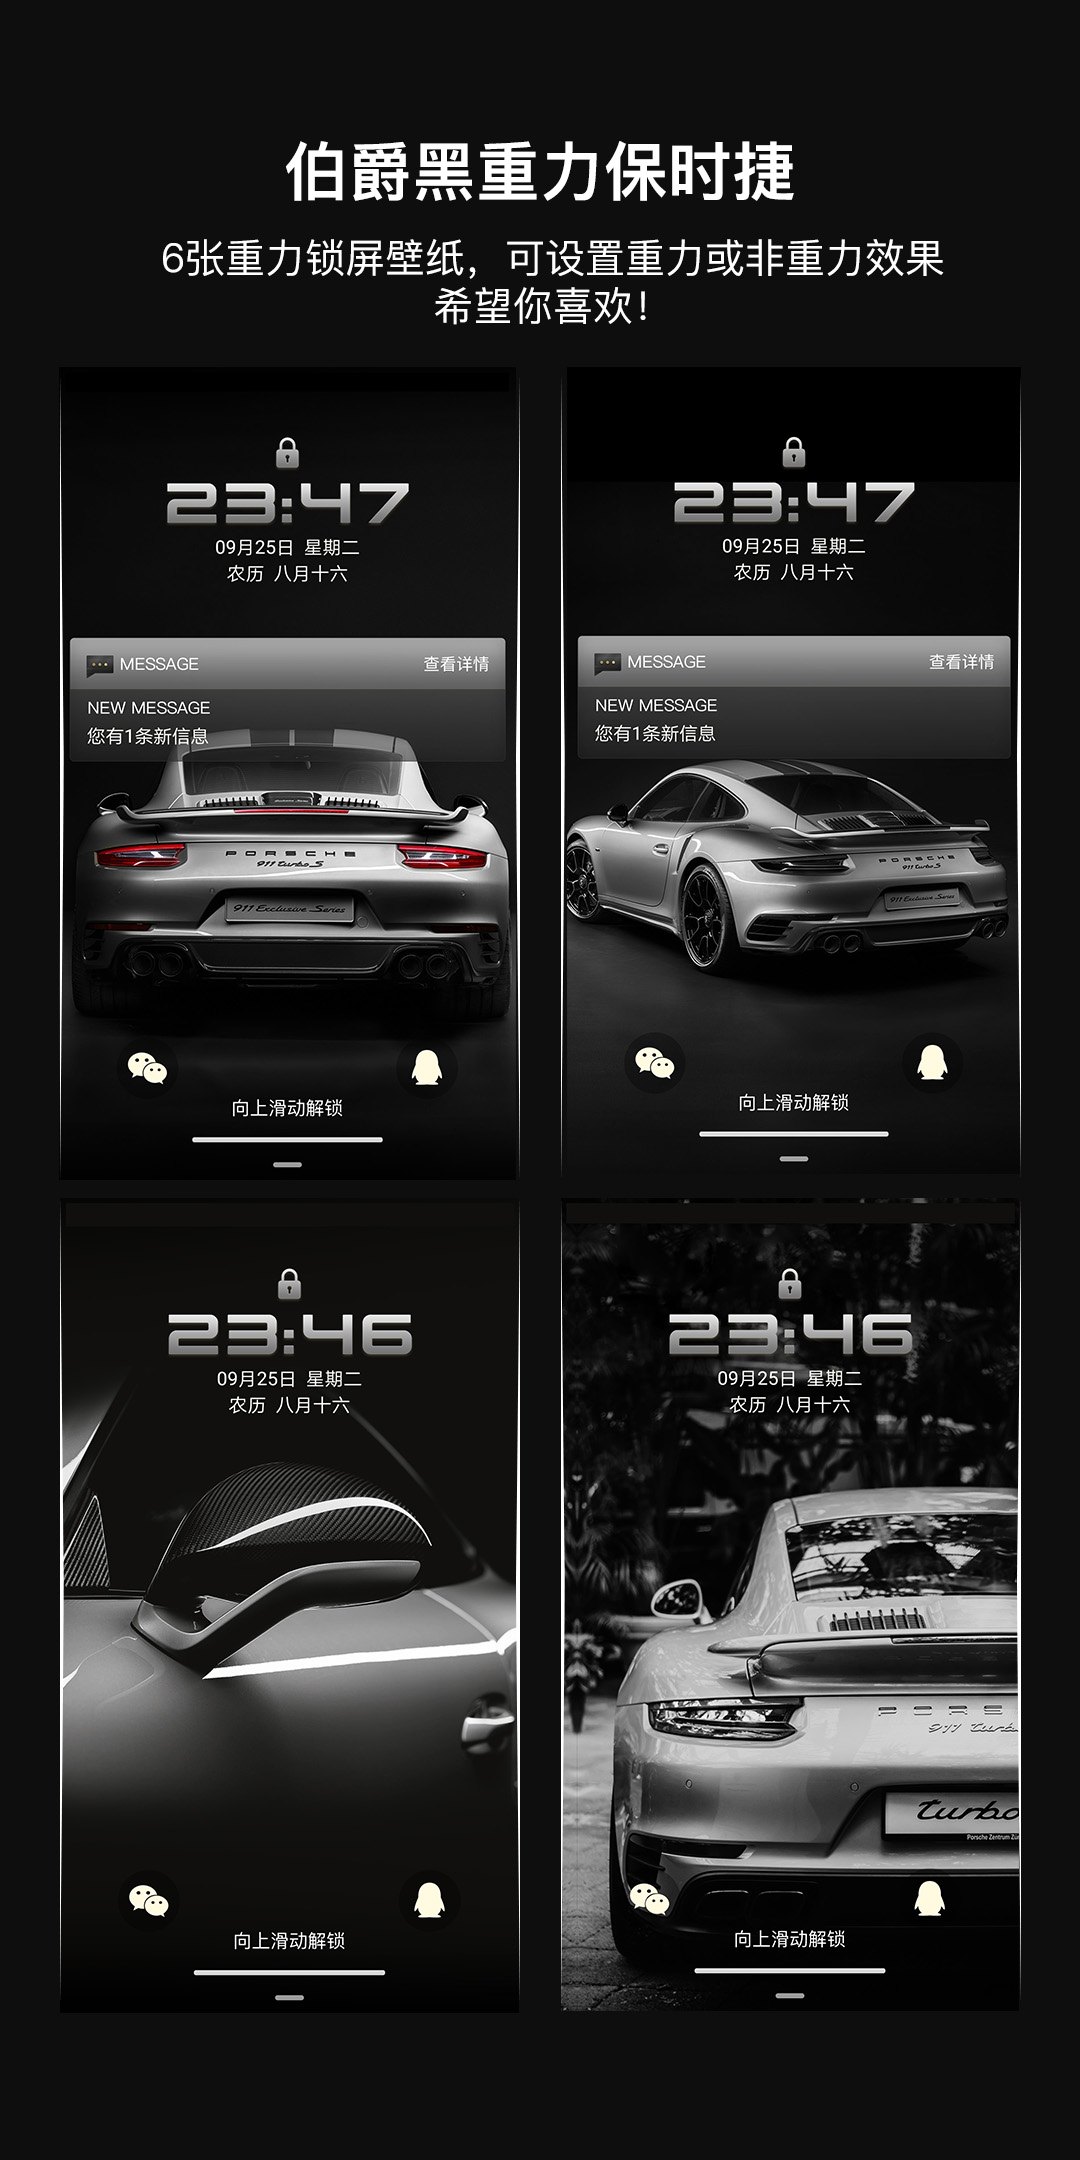 伯爵黑重力保时捷
6张重力锁屏壁纸，可设置重力或非重力效果
希望你喜欢！
23:47
09月25日 星期二
农历 八月十六
MESSAGE 查看详情
NEW MESSAGE
您有1条新信息
PORSCHE
911 turbo S
911 Exclusive Series
向上滑动解锁
23:47
09月25日 星期二
农历 八月十六
MESSAGE 查看详情
NEW MESSAGE
您有1条新信息
PORSCHE
911 turbo S
911 Exclusive Series
向上滑动解锁
23:46
09月25日 星期二
农历 八月十六
向上滑动解锁
23:46
09月25日 星期二
农历 八月十六
PORS
911 turb
turbo
Porsche Zentrum Zür
向上滑动解锁